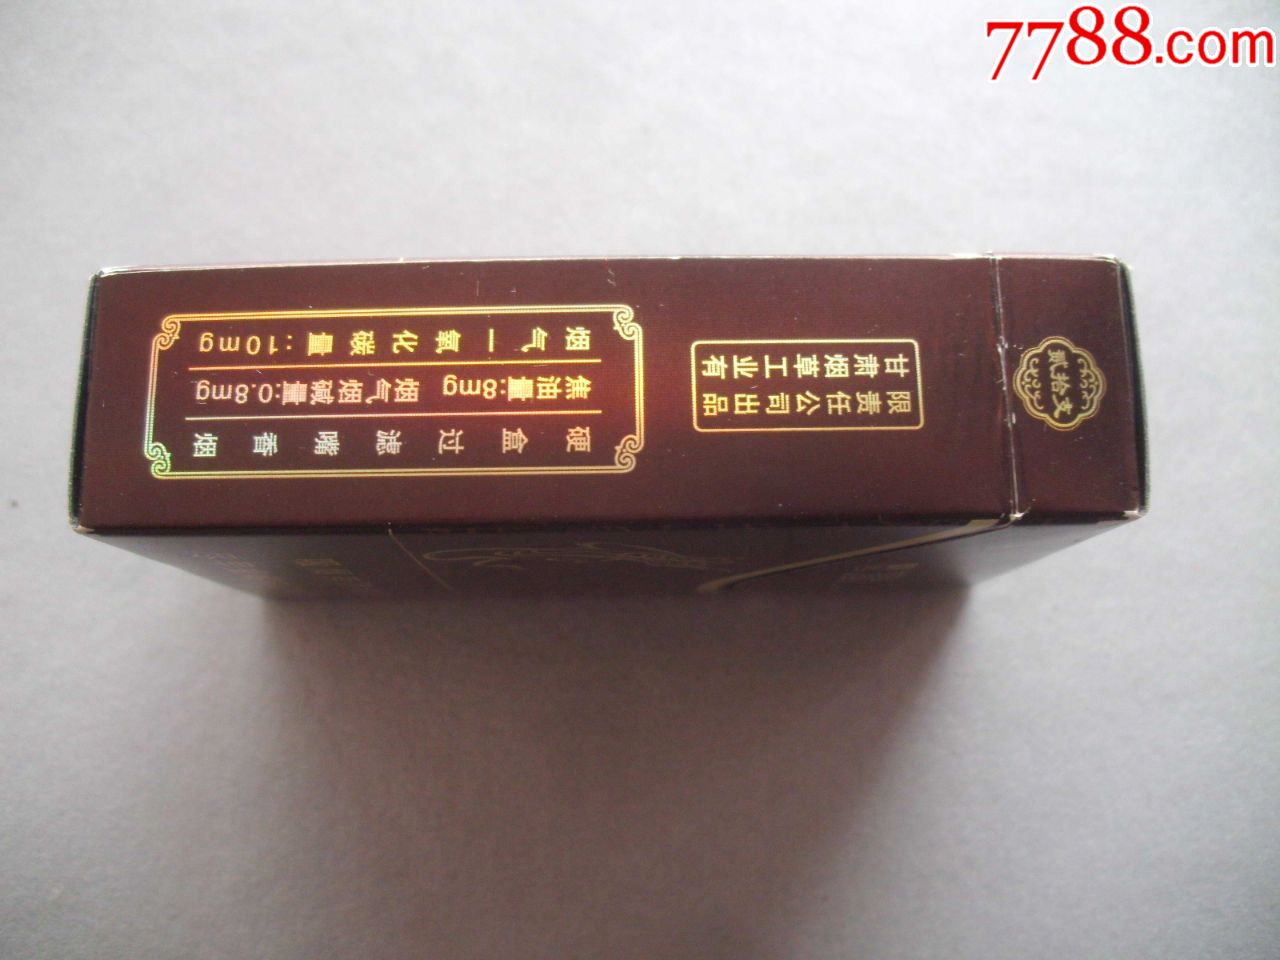 7788.com
贰拾支
甘肃烟草工业有
限责任公司出品
硬盒过滤嘴香烟
焦油量:8mg 烟气烟碱量:0.8mg
烟气一氧化碳量:10mg